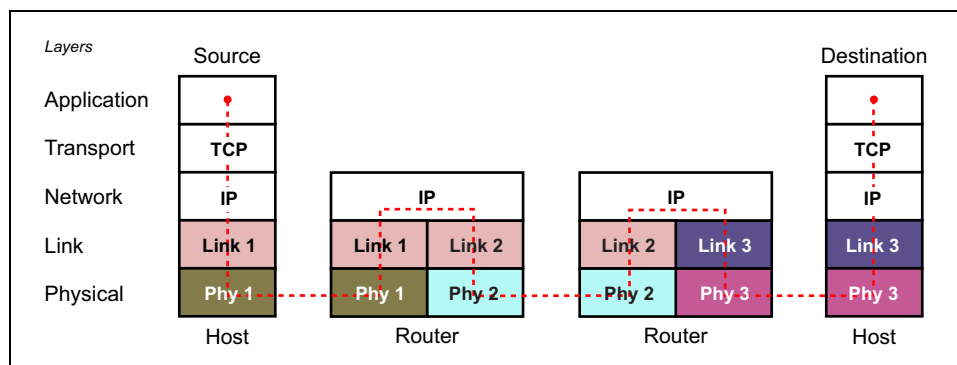 Layers
Source Destination
Application
Transport TCP TCP
Network IP IP IP IP
Link Link 1 Link 1 Link 2 Link 2 Link 3 Link 3
Physical Phy 1 Phy 1 Phy 2 Phy 2 Phy 3 Phy 3
Host Router Router Host